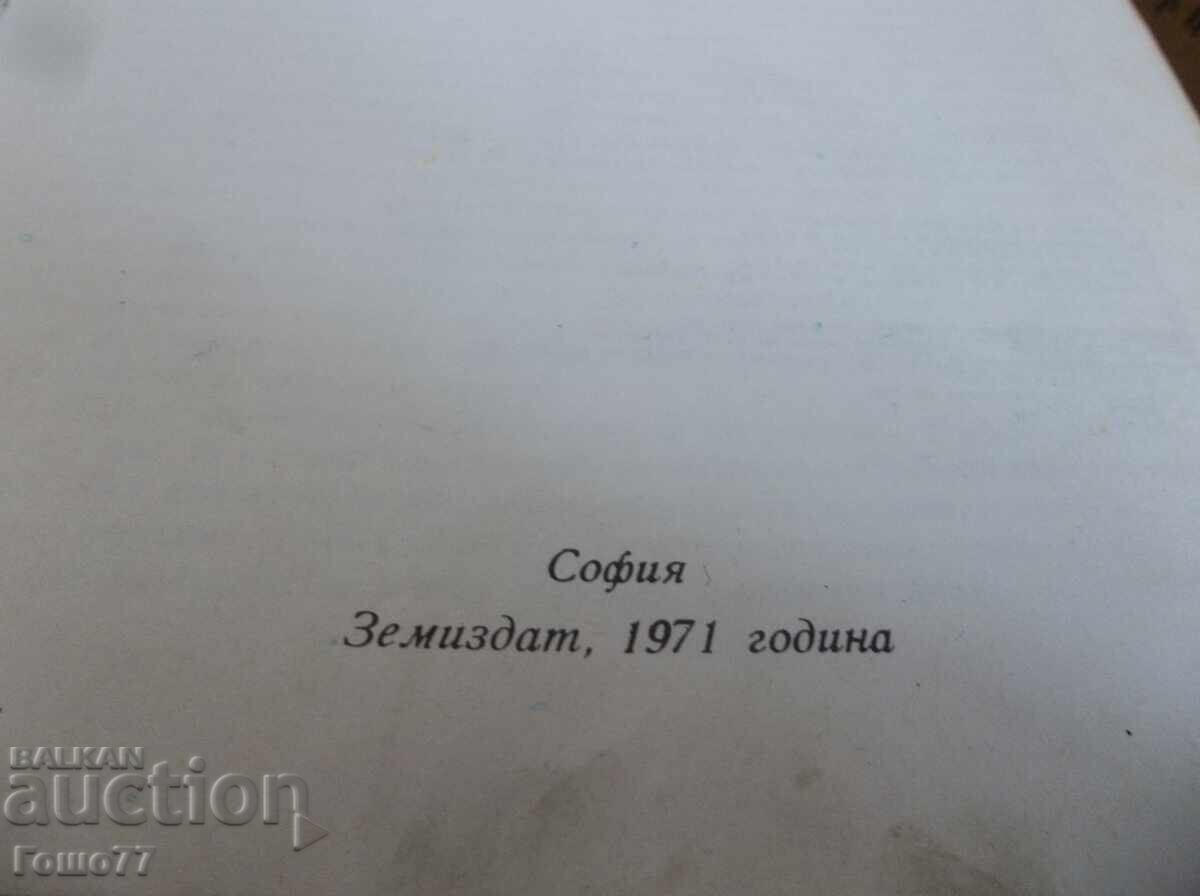 София
Земиздат, 1971 година
BALKAN
auction
Гошо77